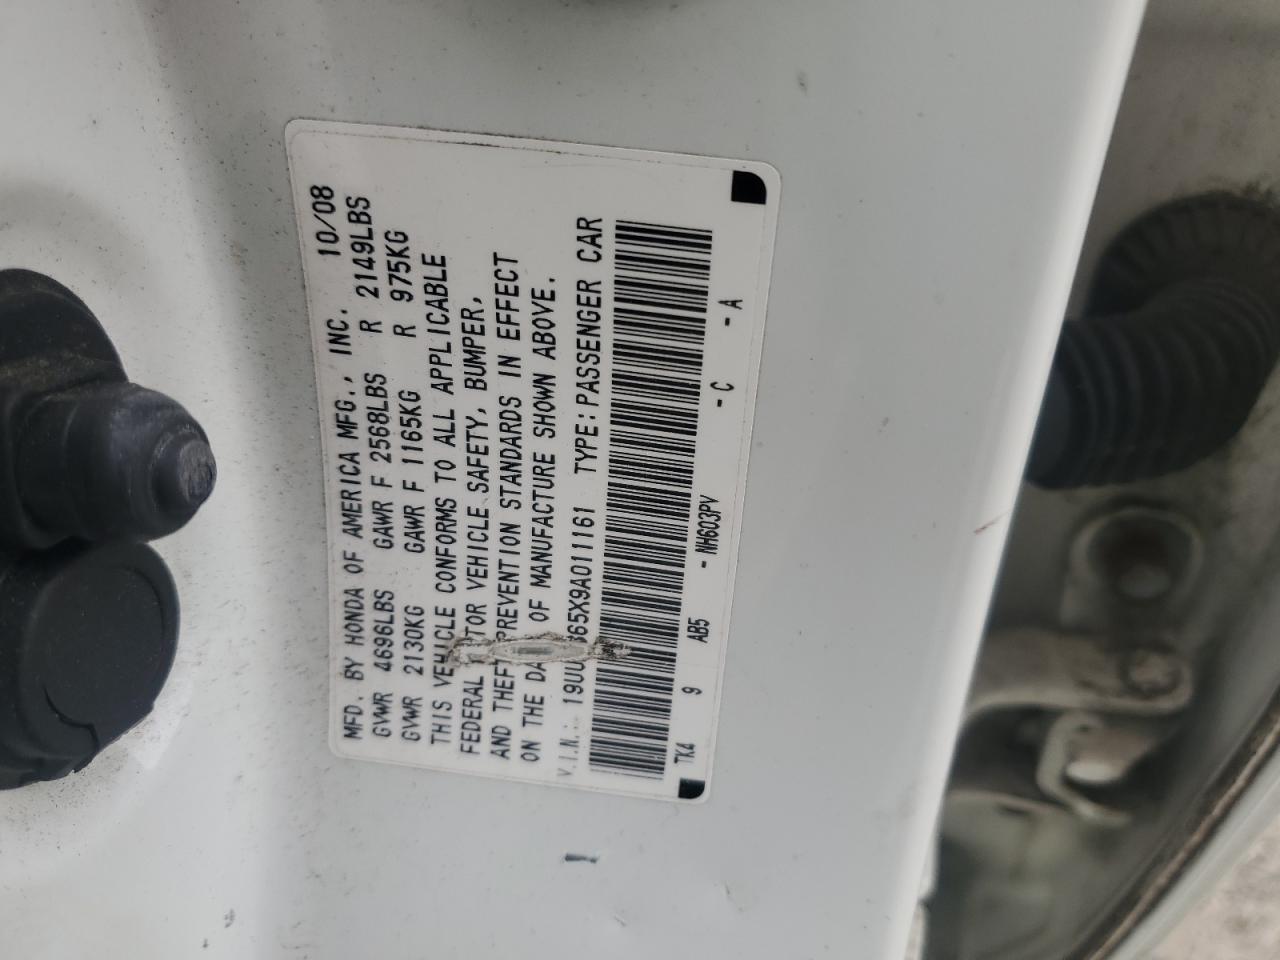 MFD. BY HONDA OF AMERICA MFG., INC. 10/08
GVWR 4696LBS GAWR F 2568LBS R 2149LBS
GVWR 2130KG GAWR F 1165KG R 975KG
THIS VEHICLE CONFORMS TO ALL APPLICABLE
FEDERAL TOR VEHICLE SAFETY, BUMPER,
AND THEFT PREVENTION STANDARDS IN EFFECT
ON THE DA OF MANUFACTURE SHOWN ABOVE.
V.I.N.: TYPE: PASSENGER CAR
TK4 9 AB5 - NH603PV - C - A